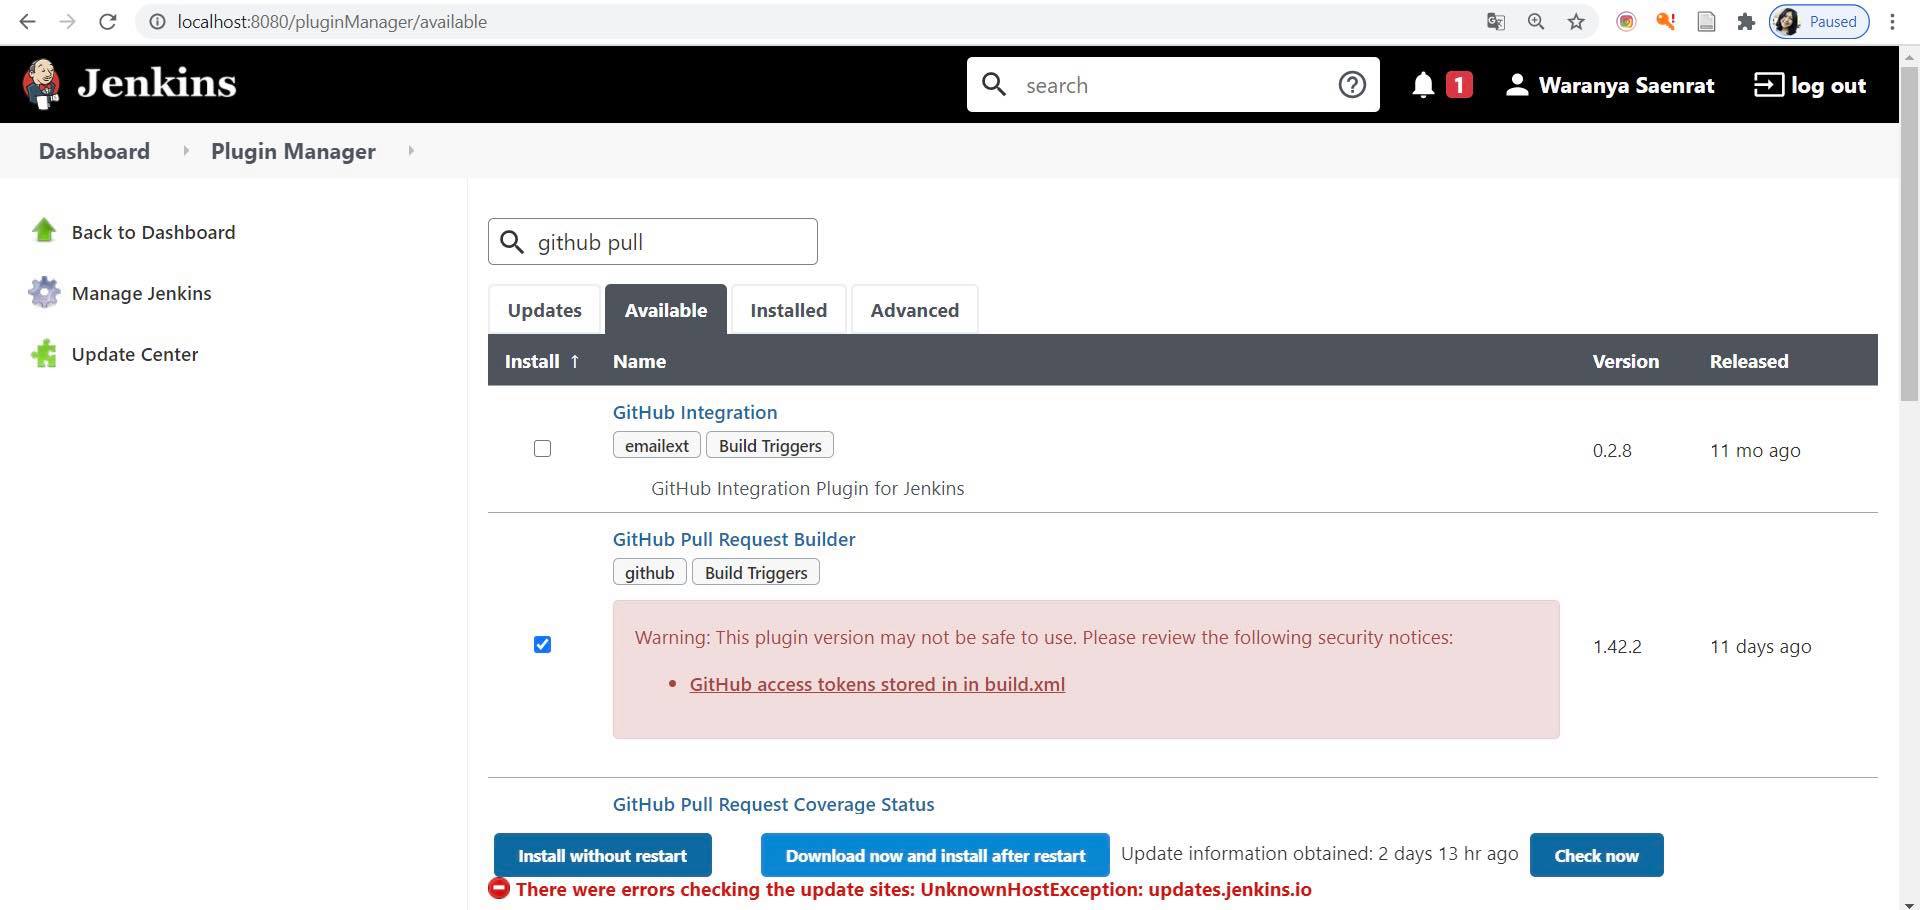 localhost:8080/pluginManager/available
Paused
Jenkins
search
1
Waranya Saenrat
log out
Dashboard
Plugin Manager
Back to Dashboard
Manage Jenkins
Update Center
github pull
Updates
Available
Installed
Advanced
Install ↑ Name Version Released
GitHub Integration
emailext Build Triggers
0.2.8 11 mo ago
GitHub Integration Plugin for Jenkins
GitHub Pull Request Builder
github Build Triggers
Warning: This plugin version may not be safe to use. Please review the following security notices:
1.42.2 11 days ago
• GitHub access tokens stored in in build.xml
GitHub Pull Request Coverage Status
Install without restart
Download now and install after restart
Update information obtained: 2 days 13 hr ago
Check now
There were errors checking the update sites: UnknownHostException: updates.jenkins.io